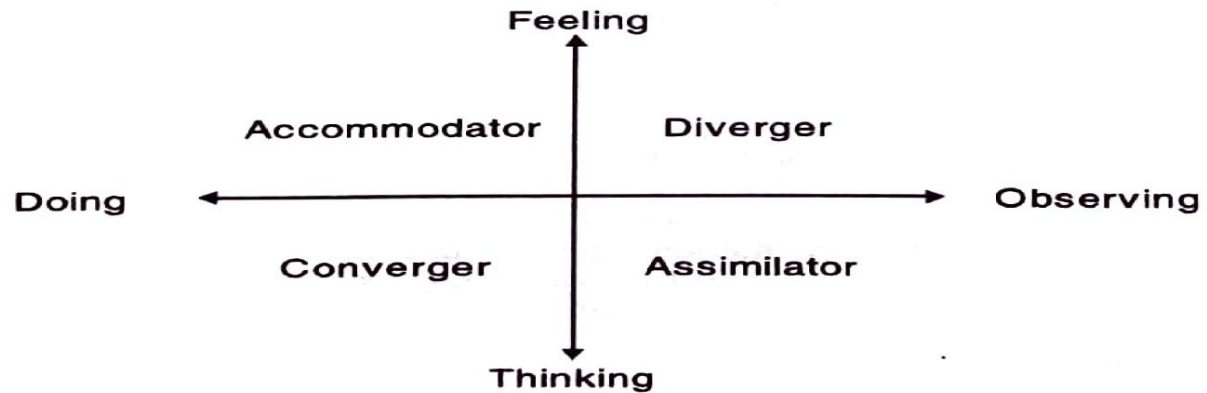 Feeling
Accommodator Diverger
Doing Observing
Converger Assimilator
Thinking